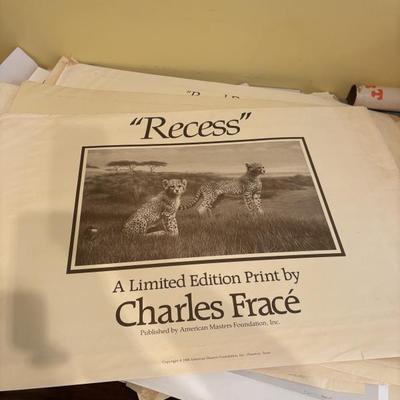 "Recess"
A Limited Edition Print by
Charles Fracé
Published by American Masters Foundation, Inc.